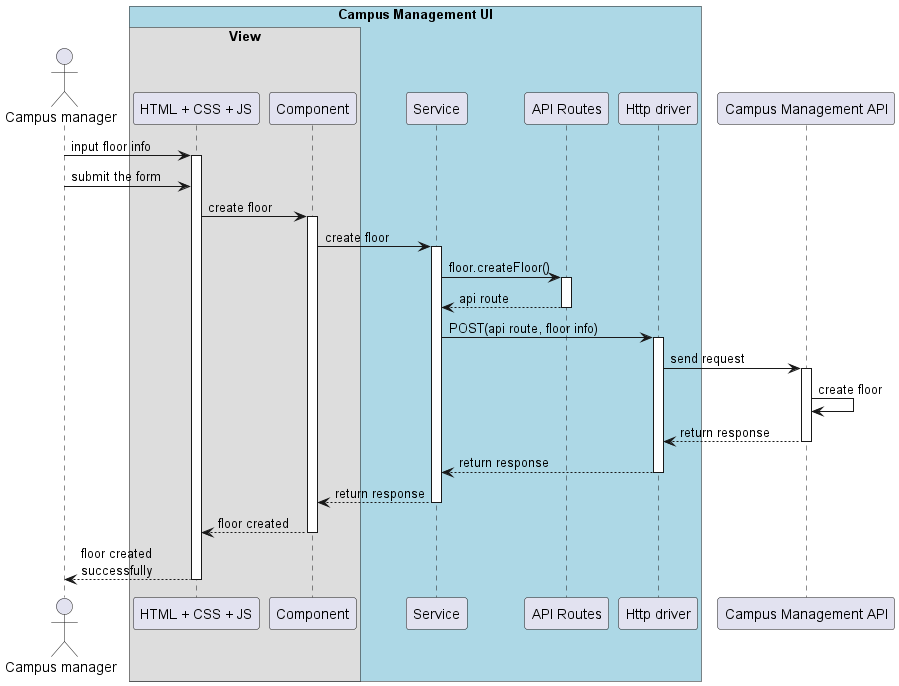 Campus Management UI
View
Campus manager
HTML + CSS + JS
Component
Service
API Routes
Http driver
Campus Management API
input floor info
submit the form
create floor
create floor
floor.createFloor()
api route
POST(api route, floor info)
send request
create floor
return response
return response
return response
floor created
floor created
successfully
Campus manager
HTML + CSS + JS
Component
Service
API Routes
Http driver
Campus Management API